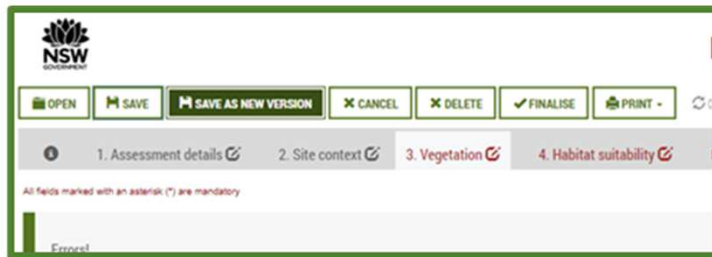 NSW
GOVERNMENT
OPEN SAVE SAVE AS NEW VERSION CANCEL DELETE FINALISE PRINT
1. Assessment details 2. Site context 3. Vegetation 4. Habitat suitability
All fields marked with an asterisk (*) are mandatory
Errors!